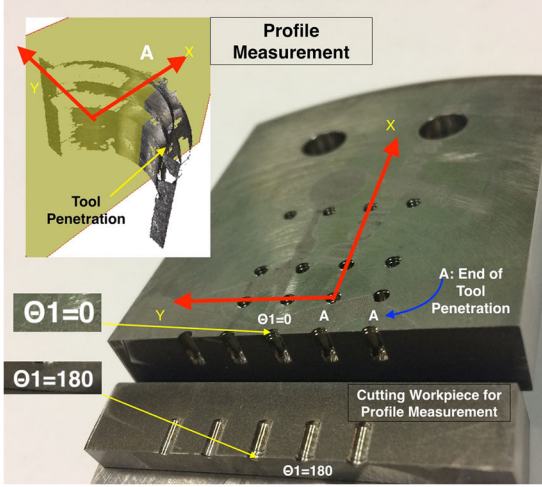 Profile
Measurement
A
X
Y
Tool
Penetration
X
A: End of
Tool
Penetration
Y
Θ1=0
Θ1=0
A
A
Θ1=180
Cutting Workpiece for
Profile Measurement
Θ1=180